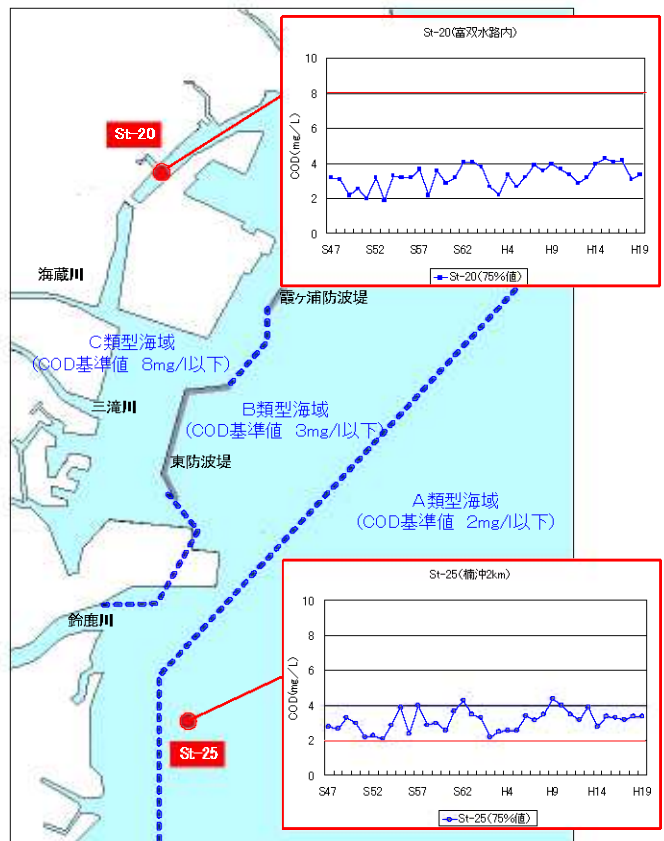 St-20(富双水路内)
10
8
6
4
2
0
COD(mg/L)
S47 S52 S57 S62 H4 H9 H14 H19
St-20(75%値)
St-20
海蔵川
霞ヶ浦防波堤
C類型海域
(COD基準値 8mg/l以下)
三滝川
B類型海域
(COD基準値 3mg/l以下)
東防波堤
A類型海域
(COD基準値 2mg/l以下)
鈴鹿川
St-25
St-25(楠沖2km)
10
8
6
4
2
0
COD(mg/L)
S47 S52 S57 S62 H4 H9 H14 H19
St-25(75%値)